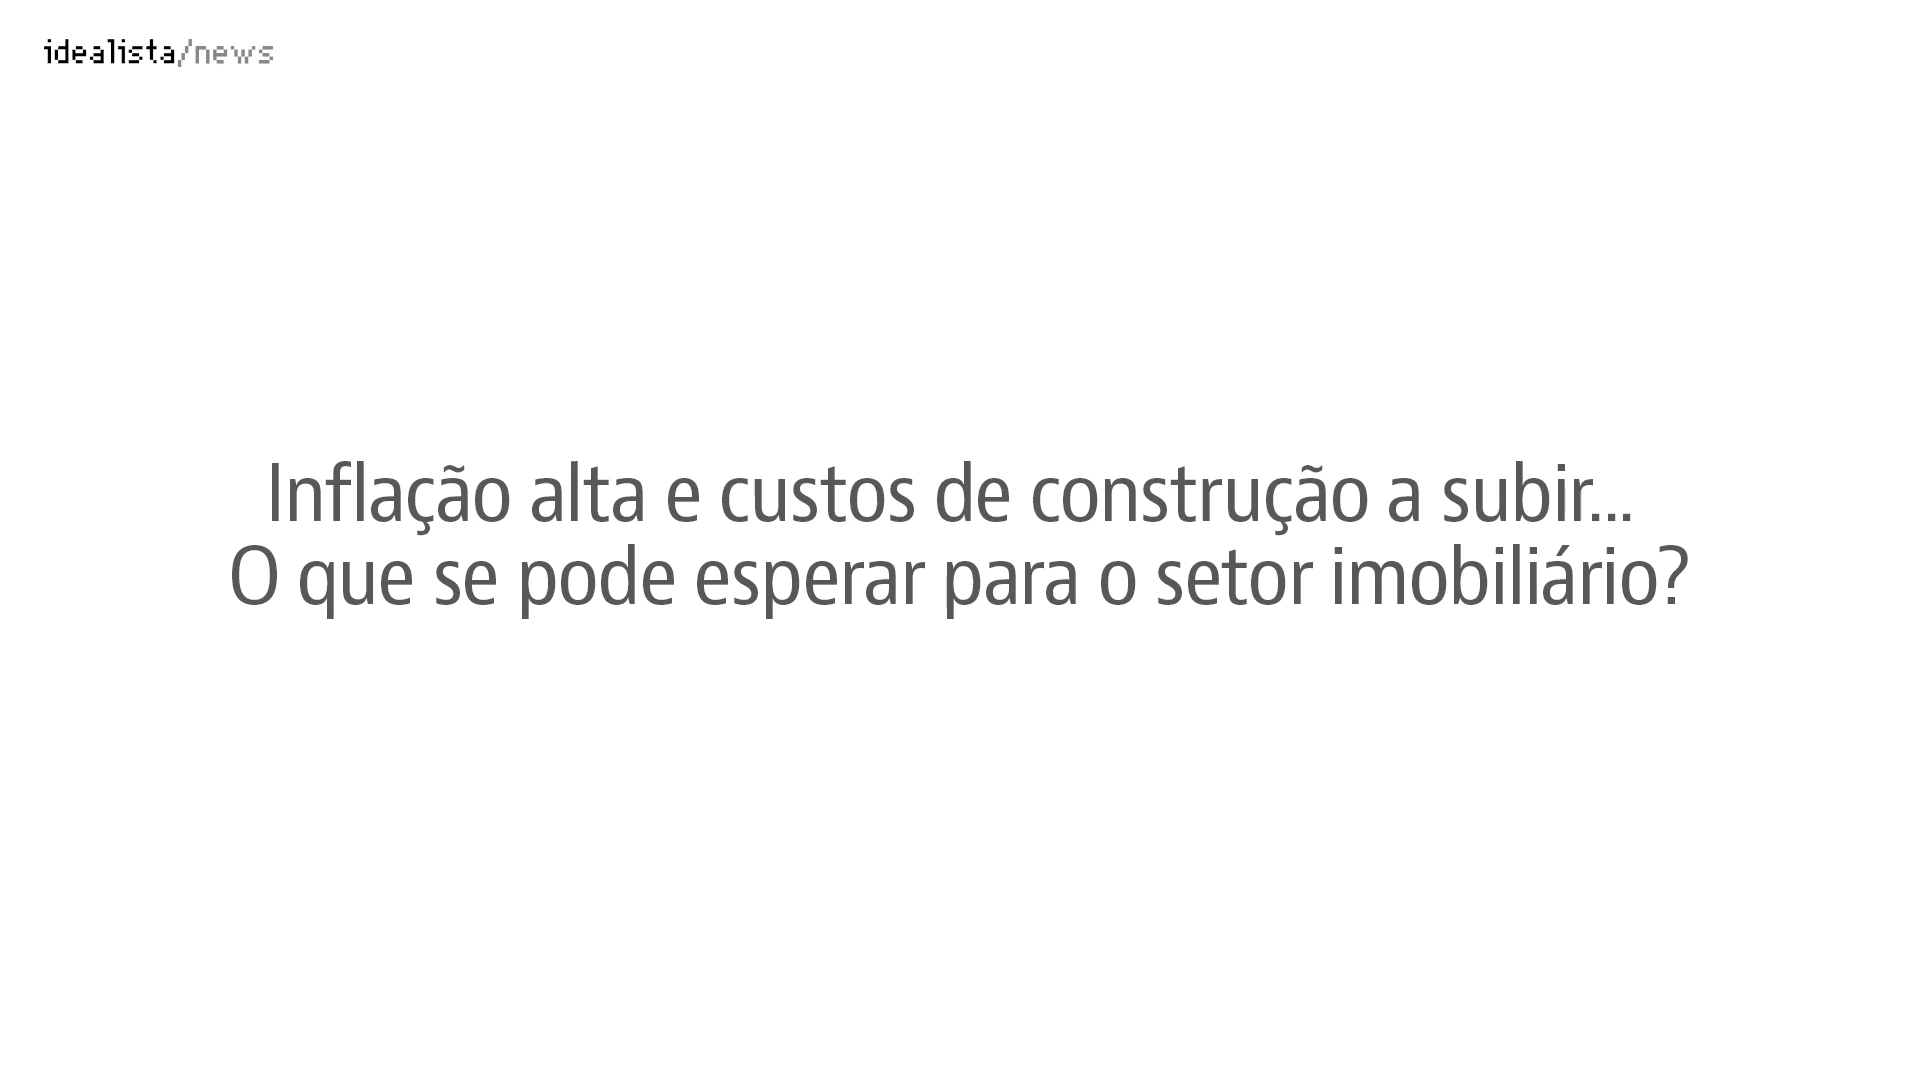 idealista/news
Inflação alta e custos de construção a subir...
O que se pode esperar para o setor imobiliário?